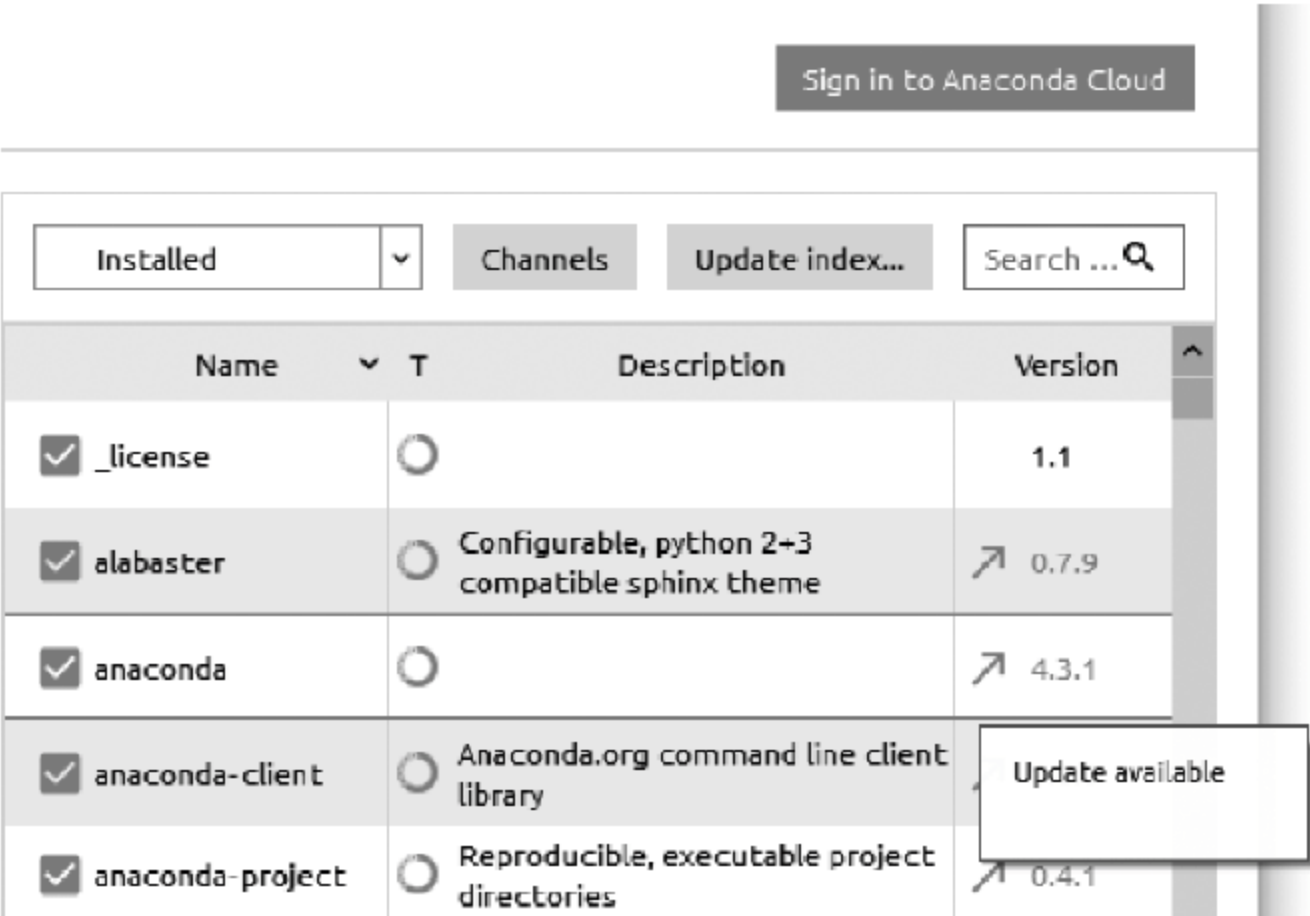 Sign in to Anaconda Cloud
Installed Channels Update index... Search ...
Name T Description Version
_license 1.1
alabaster Configurable, python 2+3 compatible sphinx theme 0.7.9
anaconda 4.3.1
anaconda-client Anaconda.org command line client library
Update available
anaconda-project Reproducible, executable project directories 0.4.1